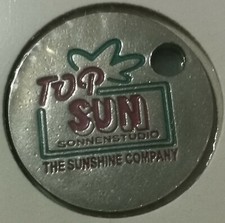 TOP
SUN
SONNENSTUDIO
THE SUNSHINE COMPANY